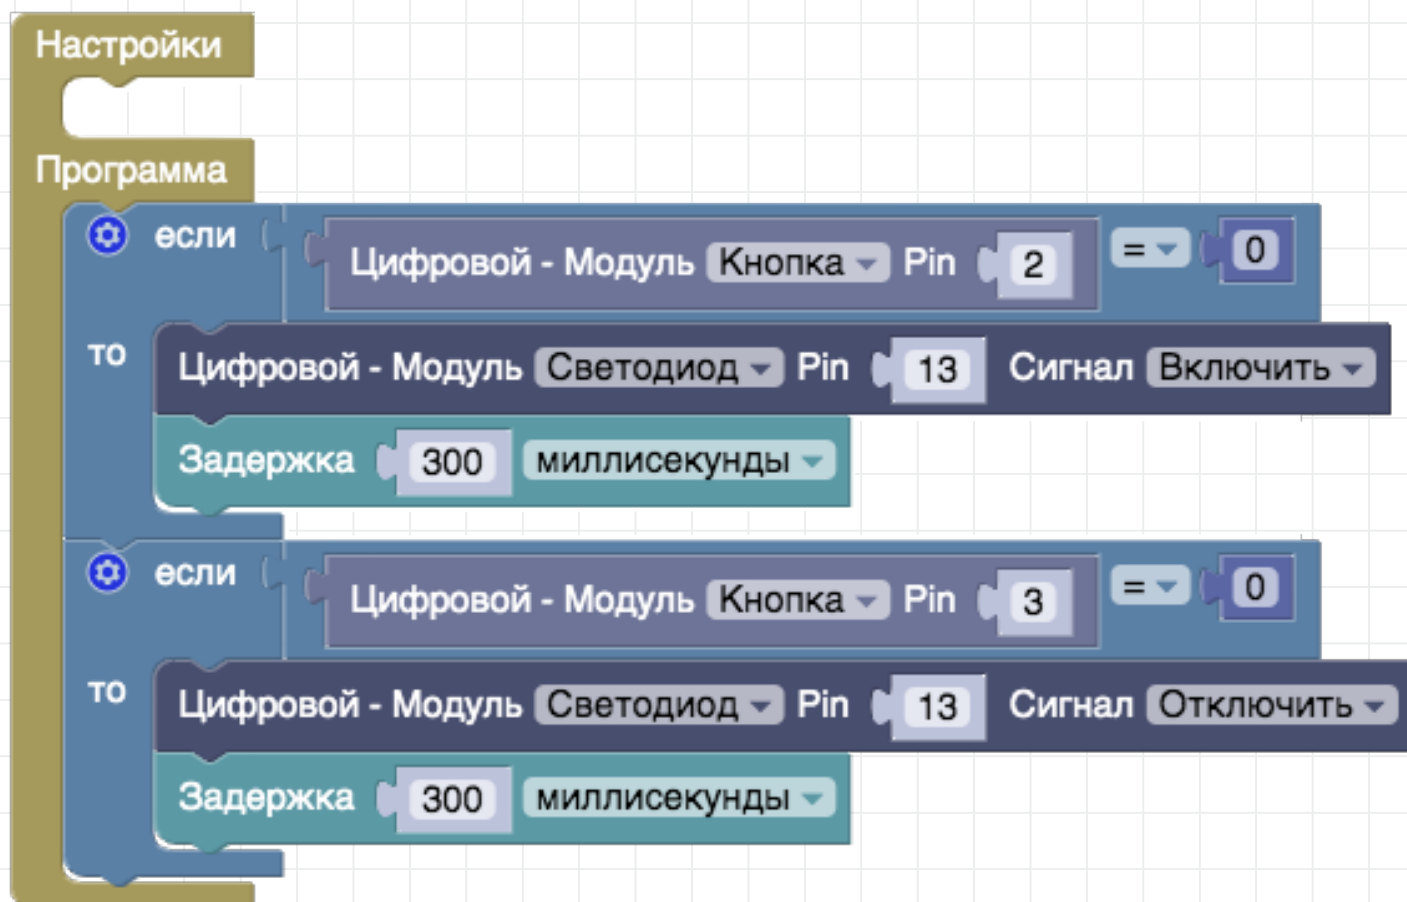 Настройки
Программа
если Цифровой - Модуль Кнопка Pin 2 = 0
то Цифровой - Модуль Светодиод Pin 13 Сигнал Включить
Задержка 300 миллисекунды
если Цифровой - Модуль Кнопка Pin 3 = 0
то Цифровой - Модуль Светодиод Pin 13 Сигнал Отключить
Задержка 300 миллисекунды